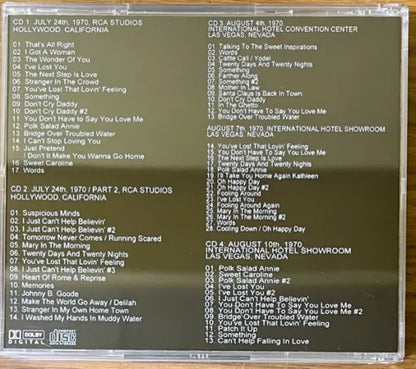 CD 1. JULY 24th, 1970, RCA STUDIOS
HOLLYWOOD, CALIFORNIA
01. That's All Right
02. I Got A Woman
03. The Wonder Of You
04. I've Lost You
05. The Next Step Is Love
06. Stranger In The Crowd
07. You've Lost That Lovin' Feeling
08. Something
09. Don't Cry Daddy
10. Don't Cry Daddy #2
11. You Don't Have to Say You Love Me
12. Polk Salad Annie
13. Bridge Over Troubled Water
14. I Can't Stop Loving You
15. Just Pretend
/ Don't It Make You Wanna Go Home
16. Sweet Caroline
17. Words
CD 2: JULY 24th, 1970 / PART 2, RCA STUDIOS
HOLLYWOOD, CALIFORNIA
01. Suspicious Minds
02. I Just Can't Help Believin'
03. I Just Can't Help Believin' #2
04. Tomorrow Never Comes / Running Scared
05. Mary In The Morning
06. Twenty Days And Twenty Nights
07. You've Lost That Lovin' Feeling
08. I Just Can't Help Believin' #3
09. Heart Of Rome & Reprise
10. Memories
11. Johnny B. Goode
12. Make The World Go Away / Delilah
13. Stranger In My Own Home Town
14. I Washed My Hands In Muddy Water
DOLBY
DIGITAL
COMPACT
disc
CD 3. AUGUST 4th, 1970.
INTERNATIONAL HOTEL CONVENTION CENTER
LAS VEGAS, NEVADA
01. Talking To The Sweet Inspirations
02. Words
03. Cattle Call / Yodel
04. Twenty Days And Twenty Nights
05. Something
06. Farther Along
07. Something #2
08. Mother In Law
09. Santa Claus Is Back In Town
10. Don't Cry Daddy
11. In The Ghetto
12. You Don't Have To Say You Love Me
13. Bridge Over Troubled Water
AUGUST 7th, 1970, INTERNATIONAL HOTEL SHOWROOM
LAS VEGAS, NEVADA
14. You've Lost That Lovin' Feeling
15. You Don't Have To Say You Love Me
16. The Next Step Is Love
17. Twenty Days And Twenty Nights
18. Polk Salad Annie
19. I'll Take You Home Again Kathleen
20. Oh Happy Day
21. Oh Happy Day #2
22. Fooling Around
23. I've Lost You
24. Fooling Around Again
25. Mary In The Morning
26. Mary In The Morning #2
27. Words
28. Cooling Down / Oh Happy Day
CD 4. AUGUST 10th, 1970,
INTERNATIONAL HOTEL SHOWROOM
LAS VEGAS, NEVADA
01. Polk Salad Annie
02. Sweet Caroline
03. Polk Salad Annie #2
04. I've Lost You
05. I've Lost You #2
06. I Just Can't Help Believin'
07. You Don't Have To Say You Love Me
08. You Don't Have To Say You Love Me #2
09. Bridge Over Troubled Water
10. You've Lost That Lovin' Feeling
11. Patch It Up
12. Something
13. Can't Help Falling In Love